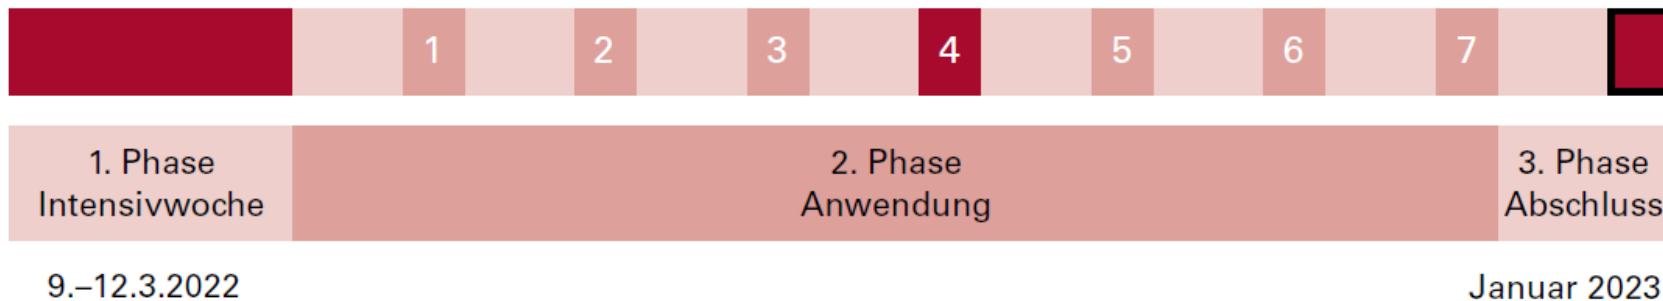 1 2 3 4 5 6 7
1. Phase 2. Phase 3. Phase
Intensivwoche Anwendung Abschluss
9.–12.3.2022 Januar 2023